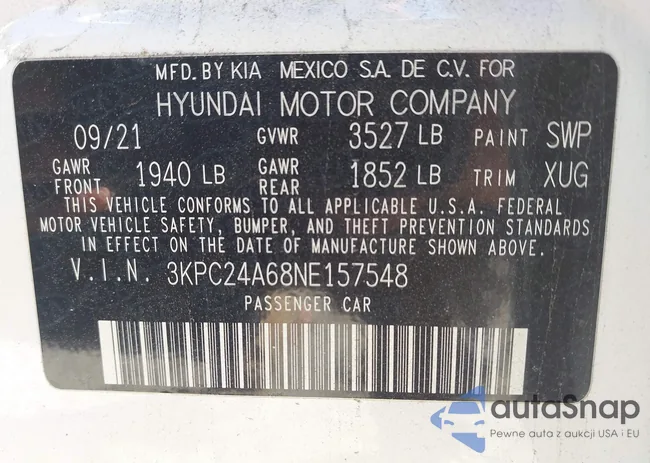 MFD. BY KIA MEXICO S.A. DE C.V. FOR
HYUNDAI MOTOR COMPANY
09/21 GVWR 3527 LB PAINT SWP
GAWR FRONT 1940 LB GAWR REAR 1852 LB TRIM XUG
THIS VEHICLE CONFORMS TO ALL APPLICABLE U.S.A. FEDERAL
MOTOR VEHICLE SAFETY, BUMPER, AND THEFT PREVENTION STANDARDS
IN EFFECT ON THE DATE OF MANUFACTURE SHOWN ABOVE.
V.I.N. 3KPC24A68NE157548
PASSENGER CAR
autaSnap
Pewne auta z aukcji USA i EU